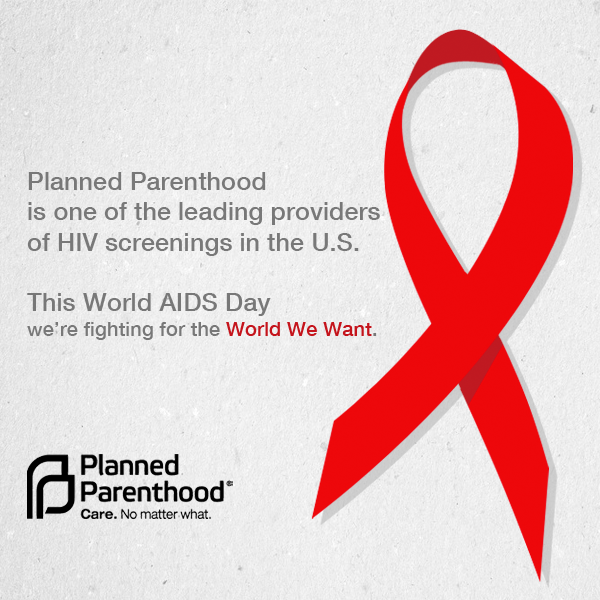 Planned Parenthood
is one of the leading providers
of HIV screenings in the U.S.
This World AIDS Day
we're fighting for the World We Want.
Planned
Parenthood®
Care. No matter what.